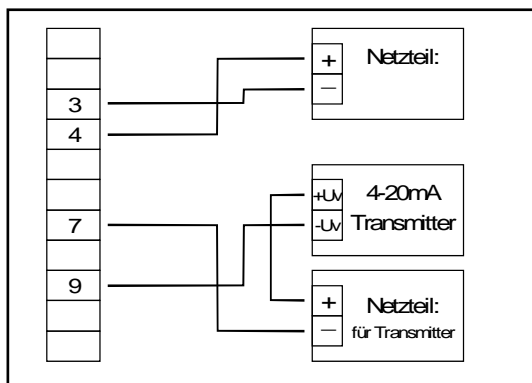 3
4
7
9
+
−
Netzteil:
+Uv
-Uv
4-20mA
Transmitter
+
−
Netzteil:
für Transmitter